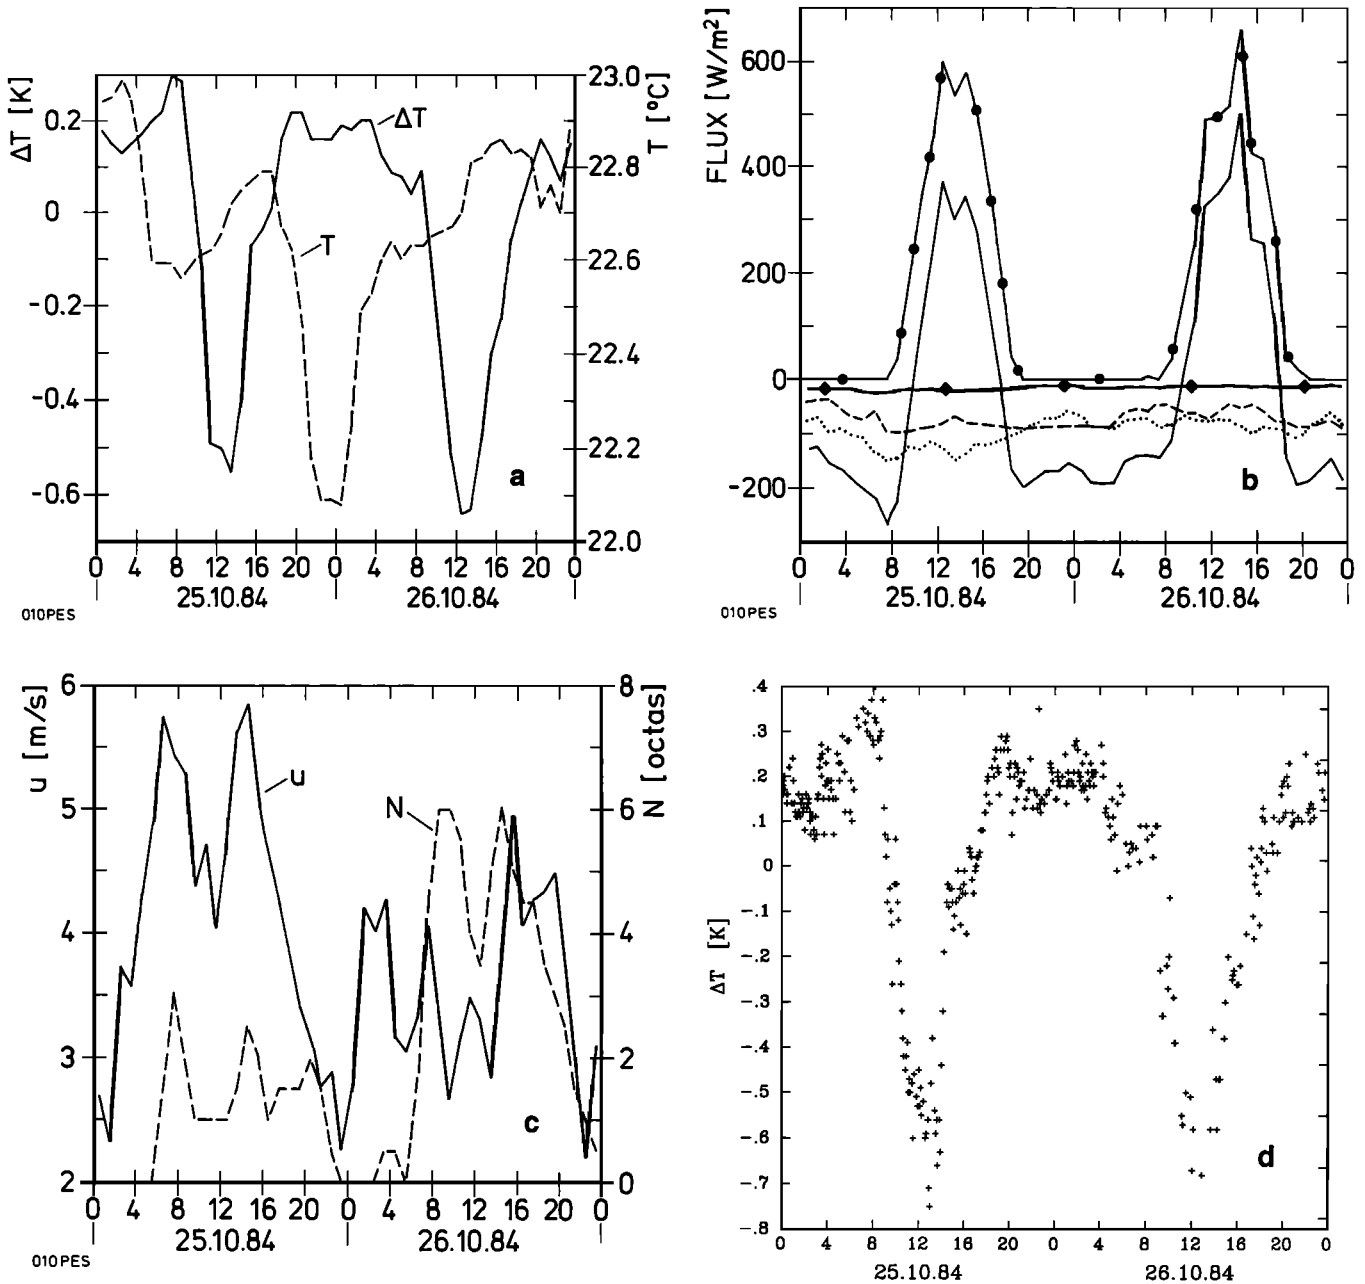 ΔT [K]
0.2
0
-0.2
-0.4
-0.6
ΔT
T
a
23.0
22.8
22.6
22.4
22.2
22.0
T [°C]
0 4 8 12 16 20 0 4 8 12 16 20 0
25.10.84 26.10.84
010PES
FLUX [W/m²]
600
400
200
0
-200
b
0 4 8 12 16 20 0 4 8 12 16 20 0
25.10.84 26.10.84
010PES
u [m/s]
6
5
4
3
2
u
N
c
8
6
4
2
0
N [octas]
0 4 8 12 16 20 0 4 8 12 16 20 0
25.10.84 26.10.84
010PES
ΔT [K]
.4
.3
.2
.1
0
-.1
-.2
-.3
-.4
-.5
-.6
-.7
-.8
d
0 4 8 12 16 20 0 4 8 12 16 20 0
25.10.84 26.10.84